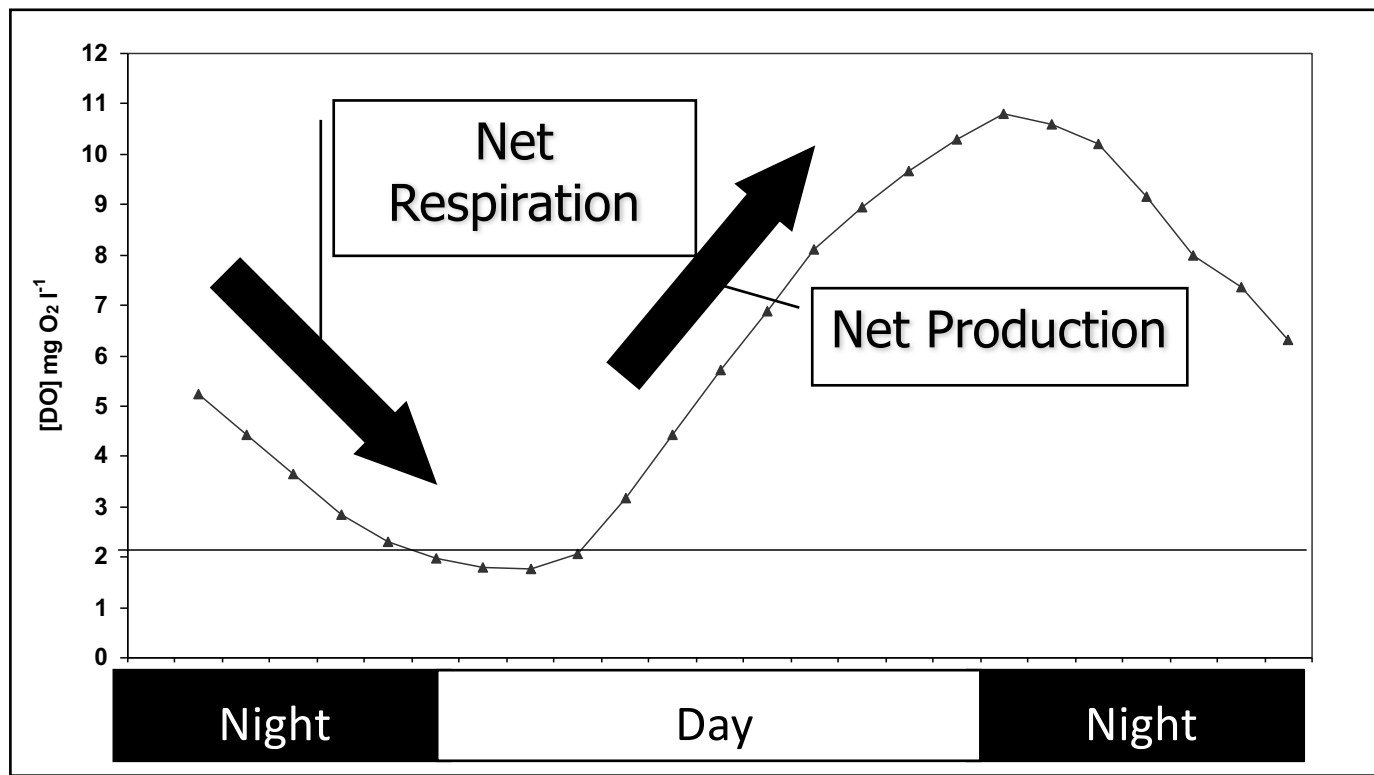 12
11
10
9
8
7
6
5
4
3
2
1
0
[DO] mg O₂ l⁻¹
Net
Respiration
Net Production
Night
Day
Night